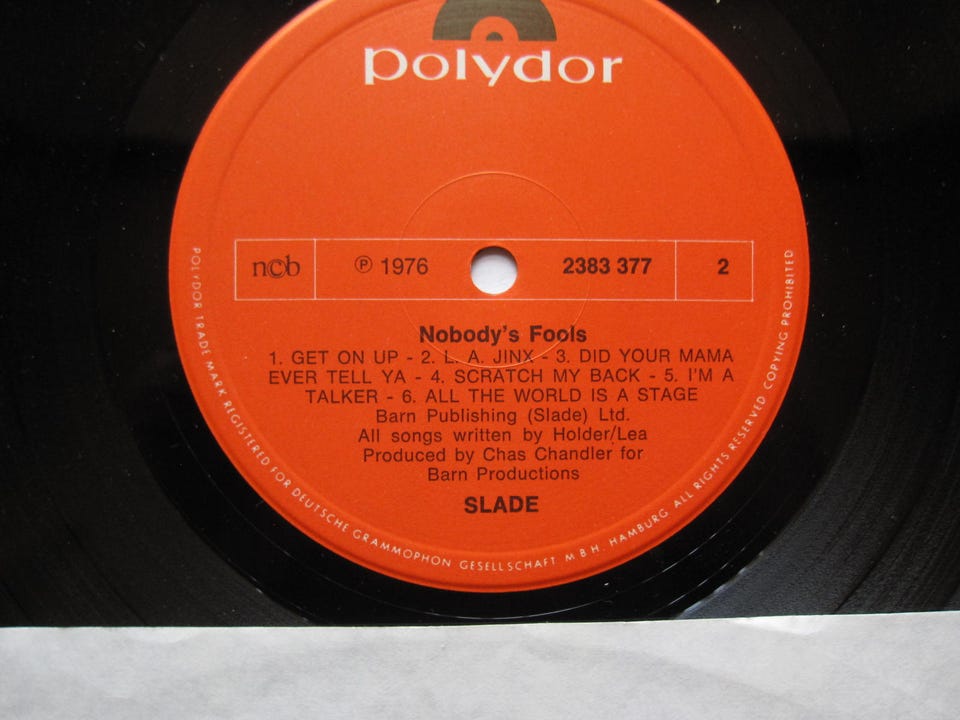 polydor
n©b
℗ 1976
2383 377
2
Nobody's Fools
1. GET ON UP - 2. L. A. JINX - 3. DID YOUR MAMA
EVER TELL YA - 4. SCRATCH MY BACK - 5. I'M A
TALKER - 6. ALL THE WORLD IS A STAGE
Barn Publishing (Slade) Ltd.
All songs written by Holder/Lea
Produced by Chas Chandler for
Barn Productions
SLADE
POLYDOR TRADE MARK REGISTERED FOR DEUTSCHE GRAMMOPHON GESELLSCHAFT M B H. HAMBURG ALL RIGHTS RESERVED COPYING PROHIBITED